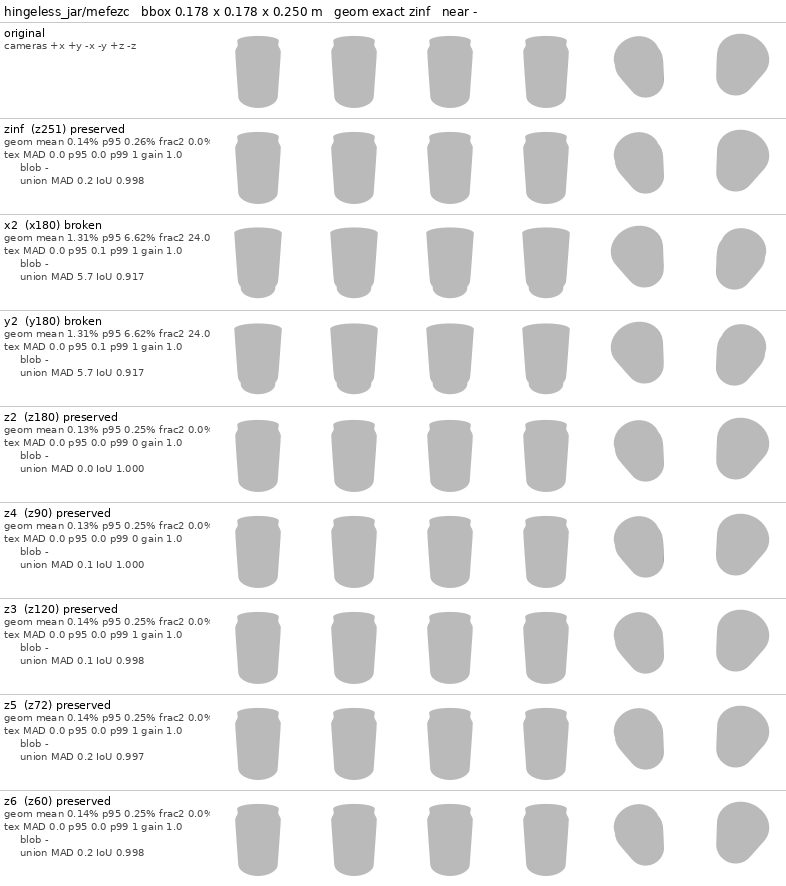 hingeless_jar/mefezc bbox 0.178 x 0.178 x 0.250 m geom exact zinf near -
original
cameras +x +y -x -y +z -z
zinf (z251) preserved
geom mean 0.14% p95 0.26% frac2 0.0%
tex MAD 0.0 p95 0.0 p99 1 gain 1.0
blob -
union MAD 0.2 IoU 0.998
x2 (x180) broken
geom mean 1.31% p95 6.62% frac2 24.0
tex MAD 0.0 p95 0.1 p99 1 gain 1.0
blob -
union MAD 5.7 IoU 0.917
y2 (y180) broken
geom mean 1.31% p95 6.62% frac2 24.0
tex MAD 0.0 p95 0.1 p99 1 gain 1.0
blob -
union MAD 5.7 IoU 0.917
z2 (z180) preserved
geom mean 0.13% p95 0.25% frac2 0.0%
tex MAD 0.0 p95 0.0 p99 0 gain 1.0
blob -
union MAD 0.0 IoU 1.000
z4 (z90) preserved
geom mean 0.13% p95 0.25% frac2 0.0%
tex MAD 0.0 p95 0.0 p99 0 gain 1.0
blob -
union MAD 0.1 IoU 1.000
z3 (z120) preserved
geom mean 0.14% p95 0.25% frac2 0.0%
tex MAD 0.0 p95 0.0 p99 1 gain 1.0
blob -
union MAD 0.1 IoU 0.998
z5 (z72) preserved
geom mean 0.14% p95 0.25% frac2 0.0%
tex MAD 0.0 p95 0.0 p99 1 gain 1.0
blob -
union MAD 0.2 IoU 0.997
z6 (z60) preserved
geom mean 0.14% p95 0.25% frac2 0.0%
tex MAD 0.0 p95 0.0 p99 1 gain 1.0
blob -
union MAD 0.2 IoU 0.998